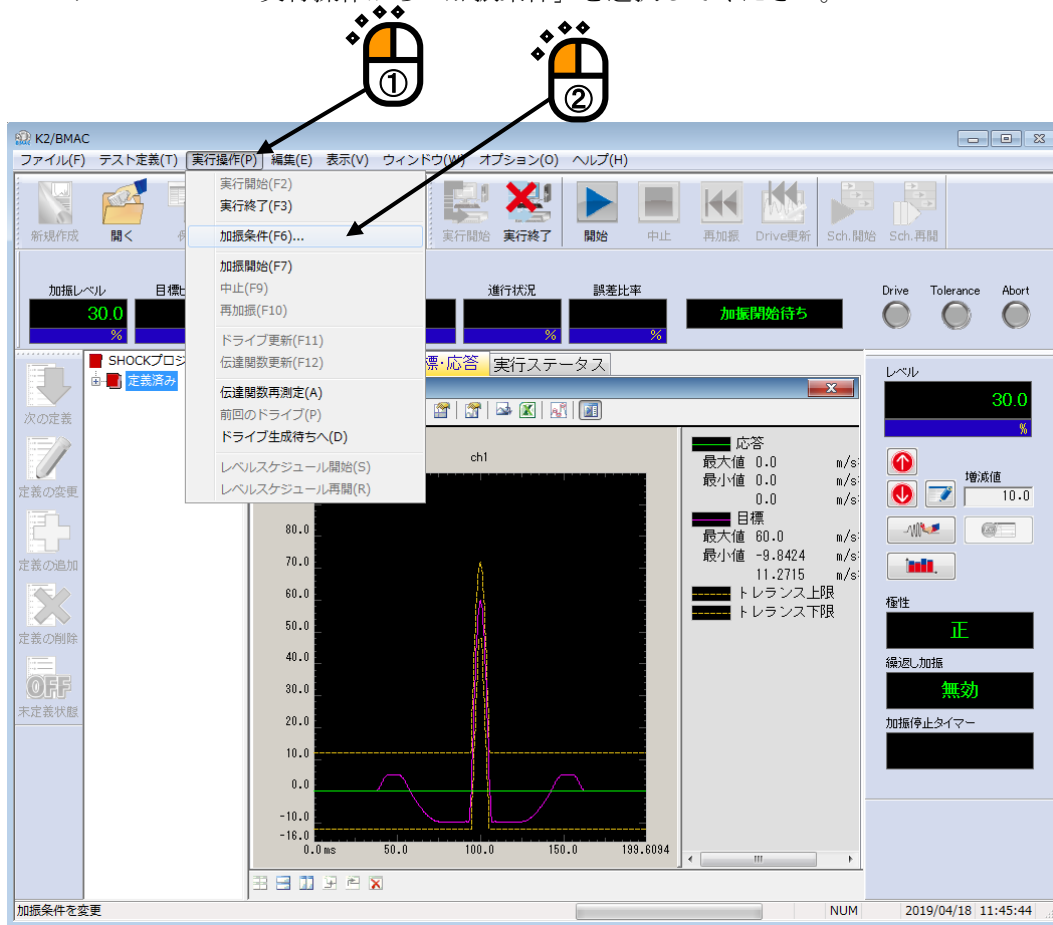 ①
②
K2/BMAC
ファイル(F) テスト定義(T) 実行操作(P) 編集(E) 表示(V) ウィンドウ(W) オプション(O) ヘルプ(H)
実行開始(F2)
実行終了(F3)
加振条件(F6)...
加振開始(F7)
中止(F9)
再加振(F10)
ドライブ更新(F11)
伝達関数更新(F12)
伝達関数再測定(A)
前回のドライブ(P)
ドライブ生成待ちへ(D)
レベルスケジュール開始(S)
レベルスケジュール再開(R)
新規作成 開く 実行開始 実行終了 開始 中止 再加振 Drive更新 Sch.開始 Sch.再開
加振レベル 目標 進行状況 誤差比率 Drive Tolerance Abort
30.0 加振開始待ち
% % %
SHOCKプロジ
定義済み
標・応答 実行ステータス
次の定義
定義の変更
定義の追加
定義の削除
OFF
未定義状態
ch1
80.0
70.0
60.0
50.0
40.0
30.0
20.0
10.0
0.0
-10.0
-16.0
0.0 ms 50.0 100.0 150.0 199.6094
応答
最大値 0.0 m/s
最小値 0.0 m/s
0.0 m/s
目標
最大値 60.0 m/s
最小値 -9.8424 m/s
11.2715 m/s
トレランス上限
トレランス下限
レベル
30.0
%
増減値
10.0
極性
正
繰返し加振
無効
加振停止タイマー
加振条件を変更 NUM 2019/04/18 11:45:44